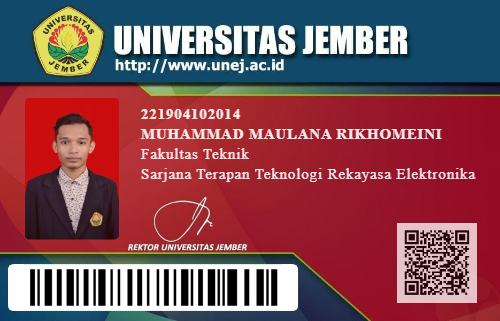 UNIVERSITAS
JEMBER
UNIVERSITAS JEMBER
http://www.unej.ac.id
221904102014
MUHAMMAD MAULANA RIKHOMEINI
Fakultas Teknik
Sarjana Terapan Teknologi Rekayasa Elektronika
REKTOR UNIVERSITAS JEMBER